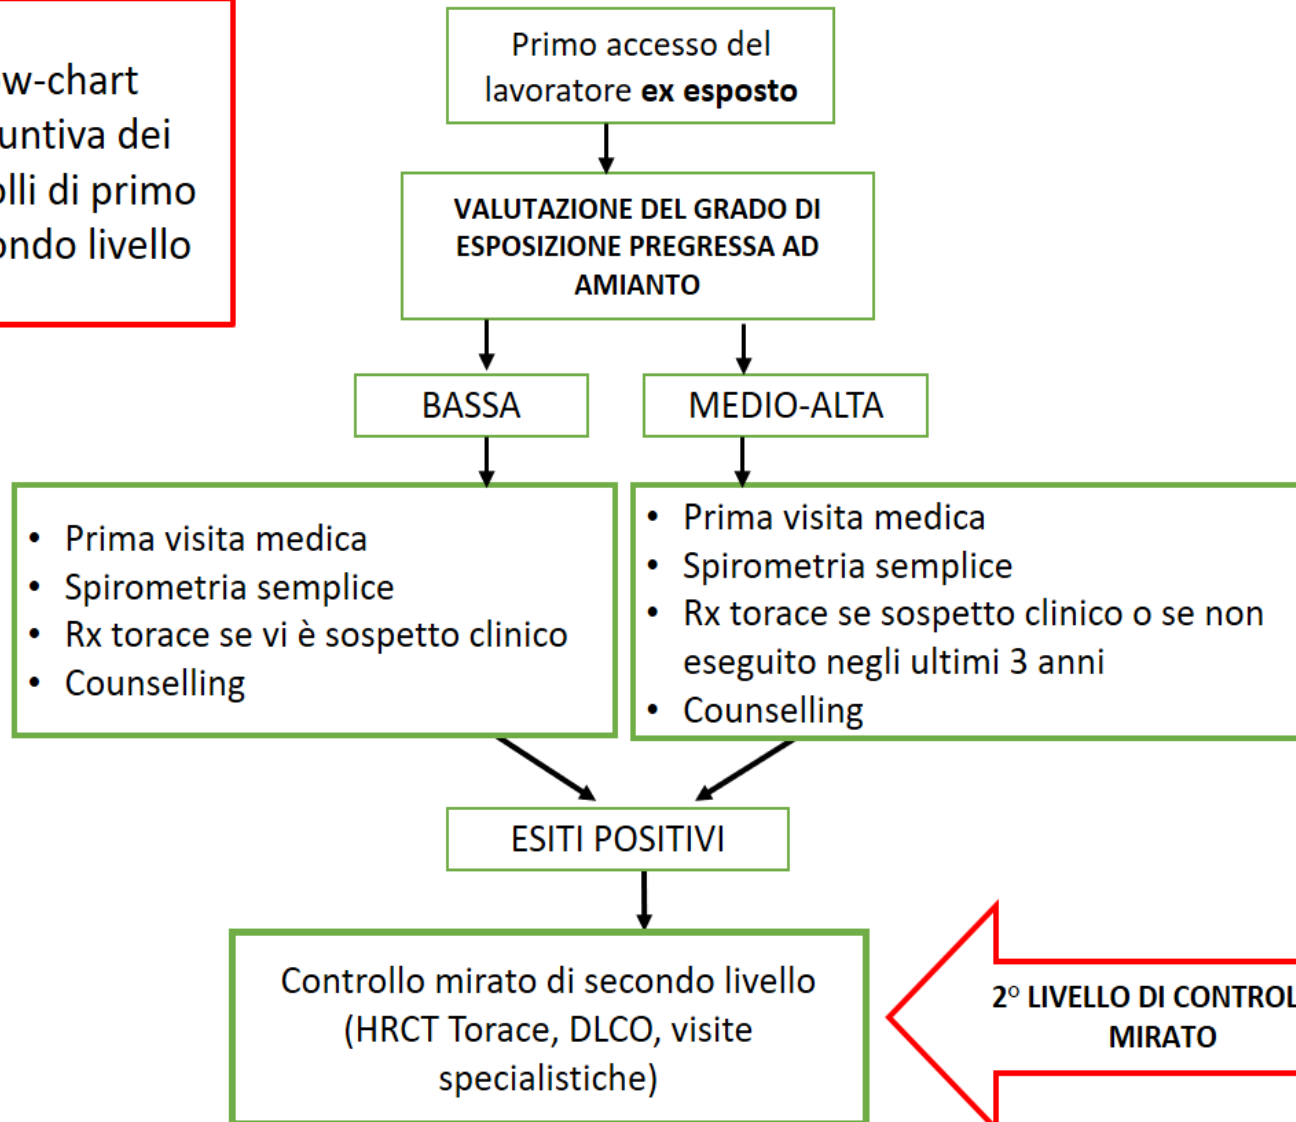 w-chart
untiva dei
olli di primo
ondo livello
Primo accesso del
lavoratore ex esposto
VALUTAZIONE DEL GRADO DI
ESPOSIZIONE PREGRESSA AD
AMIANTO
BASSA
MEDIO-ALTA
• Prima visita medica
• Spirometria semplice
• Rx torace se vi è sospetto clinico
• Counselling
• Prima visita medica
• Spirometria semplice
• Rx torace se sospetto clinico o se non
eseguito negli ultimi 3 anni
• Counselling
ESITI POSITIVI
Controllo mirato di secondo livello
(HRCT Torace, DLCO, visite
specialistiche)
2° LIVELLO DI CONTROL
MIRATO